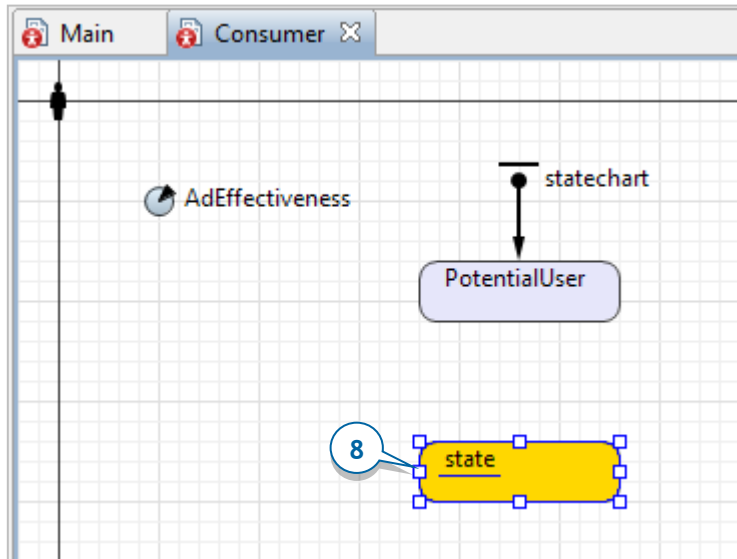 Main
Consumer
statechart
AdEffectiveness
PotentialUser
8
state